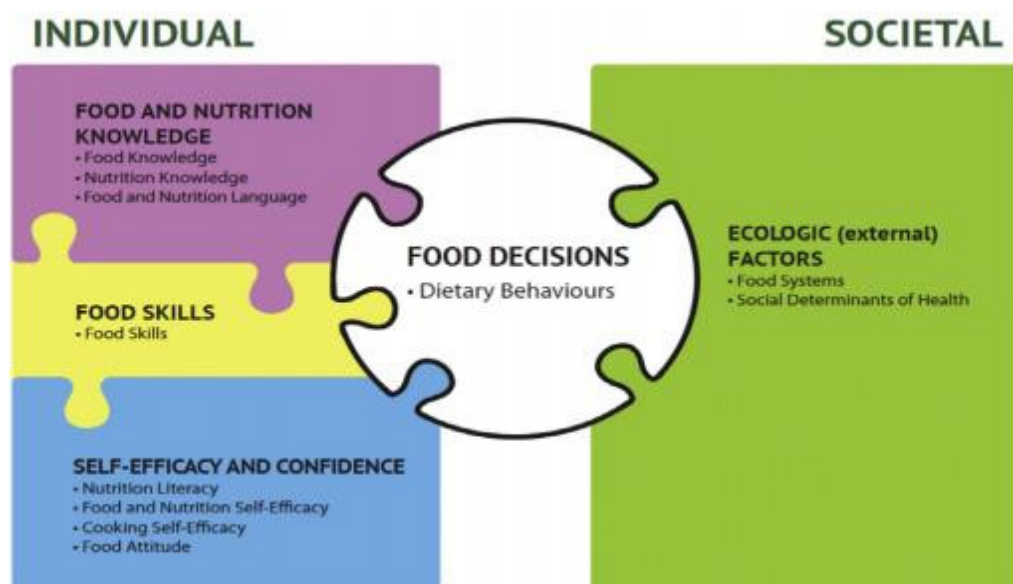 INDIVIDUAL
SOCIETAL
FOOD AND NUTRITION
KNOWLEDGE
• Food Knowledge
• Nutrition Knowledge
• Food and Nutrition Language
FOOD SKILLS
• Food Skills
SELF-EFFICACY AND CONFIDENCE
• Nutrition Literacy
• Food and Nutrition Self-Efficacy
• Cooking Self-Efficacy
• Food Attitude
FOOD DECISIONS
• Dietary Behaviours
ECOLOGIC (external)
FACTORS
• Food Systems
• Social Determinants of Health